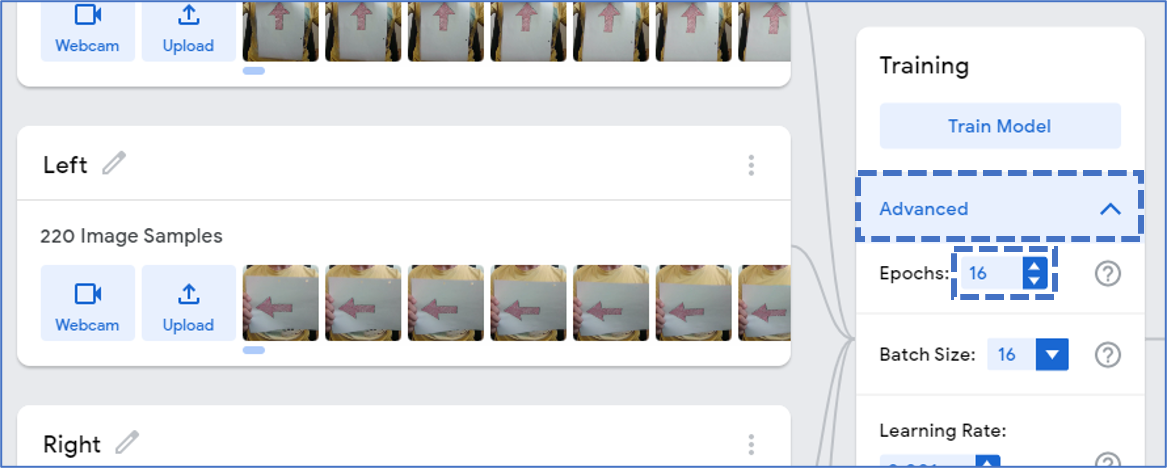 Webcam
Upload
Training
Train Model
Left
Advanced
220 Image Samples
Epochs: 16
Webcam
Upload
Batch Size: 16
Learning Rate:
Right